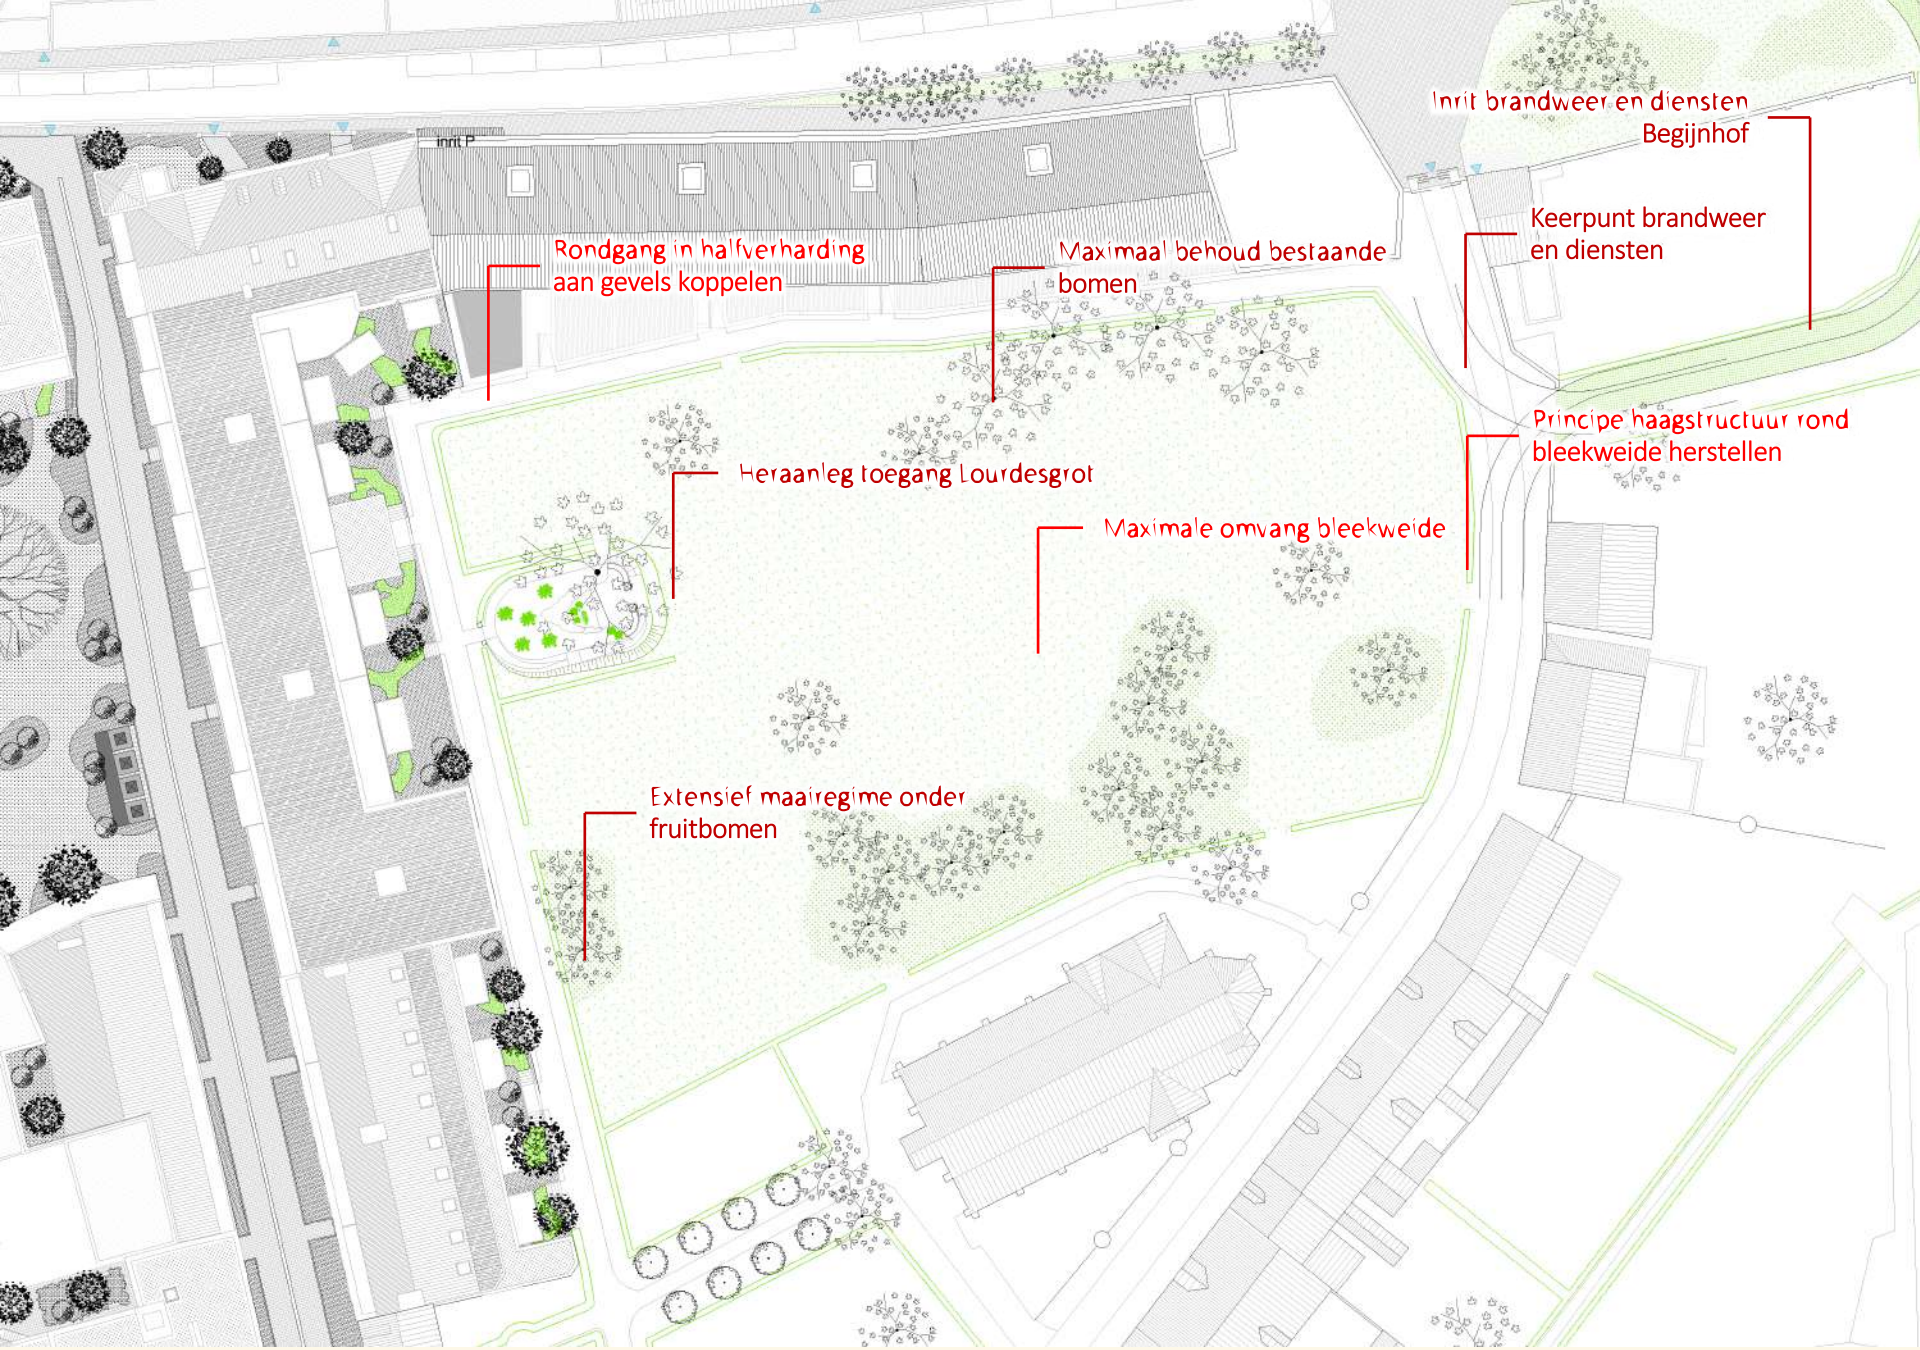 Inrit brandweer en diensten
Begijnhof
inrit P
Keerpunt brandweer
en diensten
Rondgang in halfverharding
aan gevels koppelen
Maximaal behoud bestaande
bomen
Principe haagstructuur rond
bleekweide herstellen
Heraanleg toegang Lourdesgrot
Maximale omvang bleekweide
Extensief maairegime onder
fruitbomen